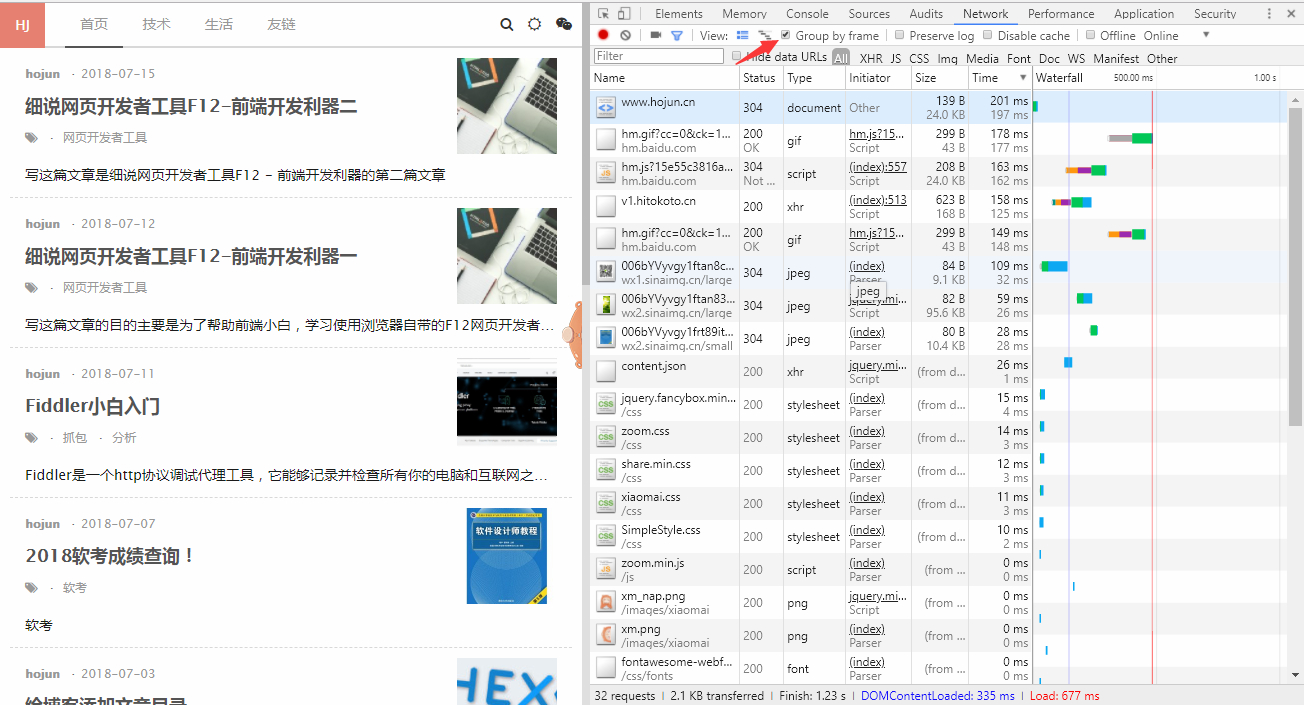 HJ 首页 技术 生活 友链
hojun · 2018-07-15
细说网页开发者工具F12-前端开发利器二
· 网页开发者工具
写这篇文章是细说网页开发者工具F12 - 前端开发利器的第二篇文章
hojun · 2018-07-12
细说网页开发者工具F12-前端开发利器一
· 网页开发者工具
写这篇文章的目的主要是为了帮助前端小白，学习使用浏览器自带的F12网页开发者...
hojun · 2018-07-11
Fiddler小白入门
· 抓包 · 分析
Fiddler是一个http协议调试代理工具，它能够记录并检查所有你的电脑和互联网之...
hojun · 2018-07-07
2018软考成绩查询！
· 软考
软考
软件设计师教程
hojun · 2018-07-03
给博客添加文章目录
HEX
Elements Memory Console Sources Audits Network Performance Application Security
View: Group by frame Preserve log Disable cache Offline Online
Filter Hide data URLs All XHR JS CSS Img Media Font Doc WS Manifest Other
Name Status Type Initiator Size Time Waterfall 500.00 ms 1.00 s
www.hojun.cn 304 document Other 139 B 201 ms
24.0 KB 197 ms
hm.gif?cc=0&ck=1... 200 gif hm.js?15... 299 B 178 ms
hm.baidu.com OK Script 43 B 177 ms
hm.js?15e55c3816a... 304 script (index):557 208 B 163 ms
hm.baidu.com Not ... Script 24.0 KB 162 ms
v1.hitokoto.cn 200 xhr (index):513 623 B 158 ms
Script 168 B 125 ms
hm.gif?cc=0&ck=1... 200 gif hm.js?15... 299 B 149 ms
hm.baidu.com OK Script 43 B 148 ms
006bYVyvgy1ftan8c... 304 jpeg (index) 84 B 109 ms
wx1.sinaimg.cn/large Parser 9.1 KB 32 ms
jpeg
006bYVyvgy1ftan83... 304 jpeg jquery.mi... 82 B 59 ms
wx2.sinaimg.cn/large Script 95.6 KB 26 ms
006bYVyvgy1frt89it... 304 jpeg (index) 80 B 28 ms
wx2.sinaimg.cn/small Parser 10.4 KB 28 ms
content.json 200 xhr jquery.mi... (from d... 26 ms
Script 1 ms
jquery.fancybox.min... 200 stylesheet (index) (from d... 15 ms
/css Parser 4 ms
zoom.css 200 stylesheet (index) (from d... 14 ms
/css Parser 3 ms
share.min.css 200 stylesheet (index) (from d... 12 ms
/css Parser 3 ms
xiaomai.css 200 stylesheet (index) (from d... 11 ms
/css Parser 3 ms
SimpleStyle.css 200 stylesheet (index) (from d... 10 ms
/css Parser 2 ms
zoom.min.js 200 script (index) (from ... 0 ms
/js Parser 0 ms
xm_nap.png 200 png jquery.mi... (from ... 0 ms
/images/xiaomai Script 0 ms
xm.png 200 png (index) (from ... 0 ms
/images/xiaomai Parser 0 ms
fontawesome-webf... 200 font (index) (from ... 0 ms
/css/fonts Parser 0 ms
32 requests | 2.1 KB transferred | Finish: 1.23 s | DOMContentLoaded: 335 ms | Load: 677 ms